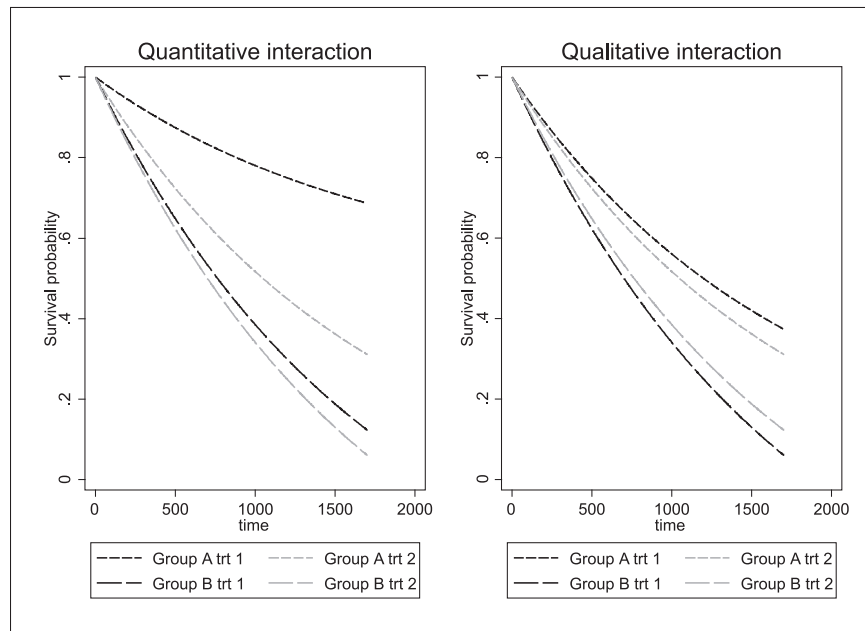 Quantitative interaction
Survival probability
1
.8
.6
.4
.2
0
0 500 1000 1500 2000
time
Group A trt 1 Group A trt 2
Group B trt 1 Group B trt 2
Qualitative interaction
Survival probability
1
.8
.6
.4
.2
0
0 500 1000 1500 2000
time
Group A trt 1 Group A trt 2
Group B trt 1 Group B trt 2